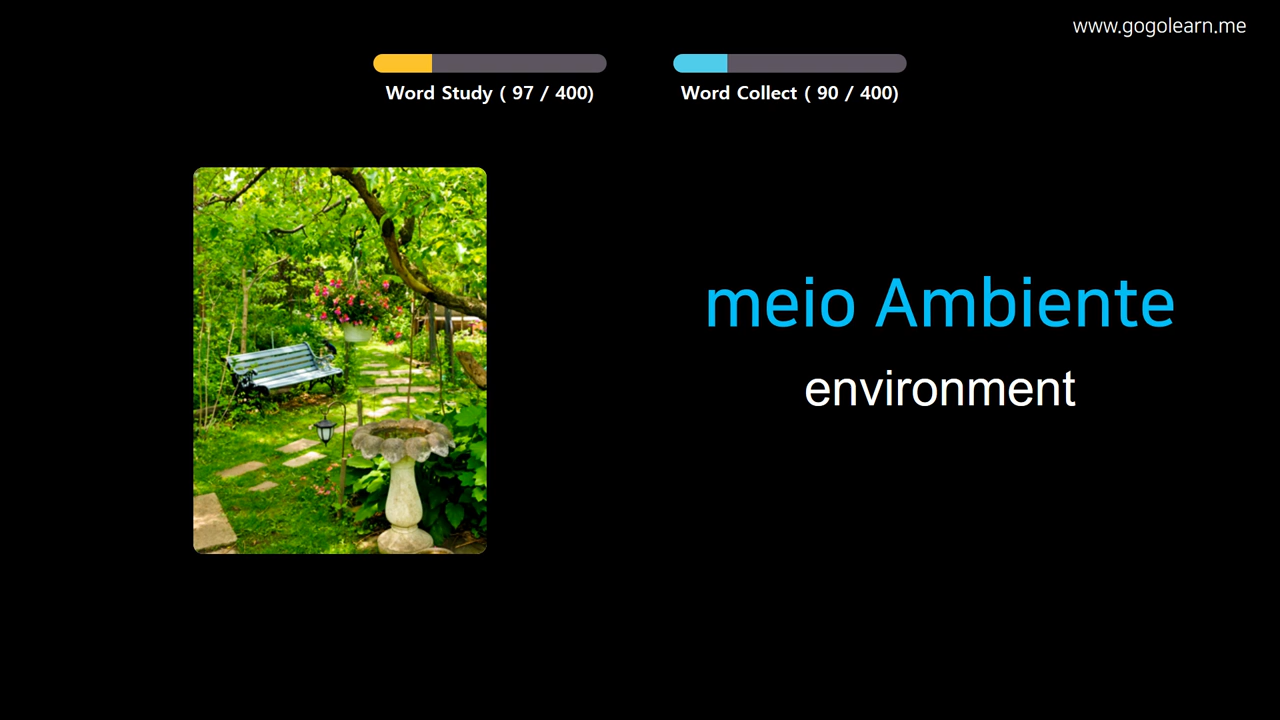 www.gogolearn.me
Word Study ( 97 / 400)
Word Collect ( 90 / 400)
meio Ambiente
environment